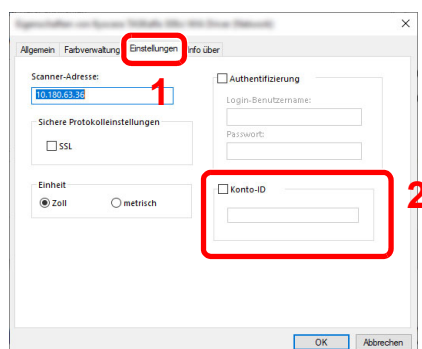 Allgemein Farbverwaltung Einstellungen Info über
1
Scanner-Adresse:
10.180.63.36
Sichere Protokolleinstellungen
SSL
Einheit
Zoll metrisch
Authentifizierung
Login-Benutzername:
Passwort:
Konto-ID
2
OK Abbrechen